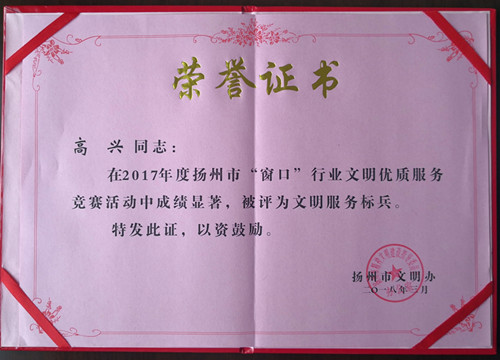 荣誉证书
高 兴 同志：
在2017年度扬州市“窗口”行业文明优质服务
竞赛活动中成绩显著，被评为文明服务标兵。
特发此证，以资鼓励。
扬州市文明办
二〇一八年三月